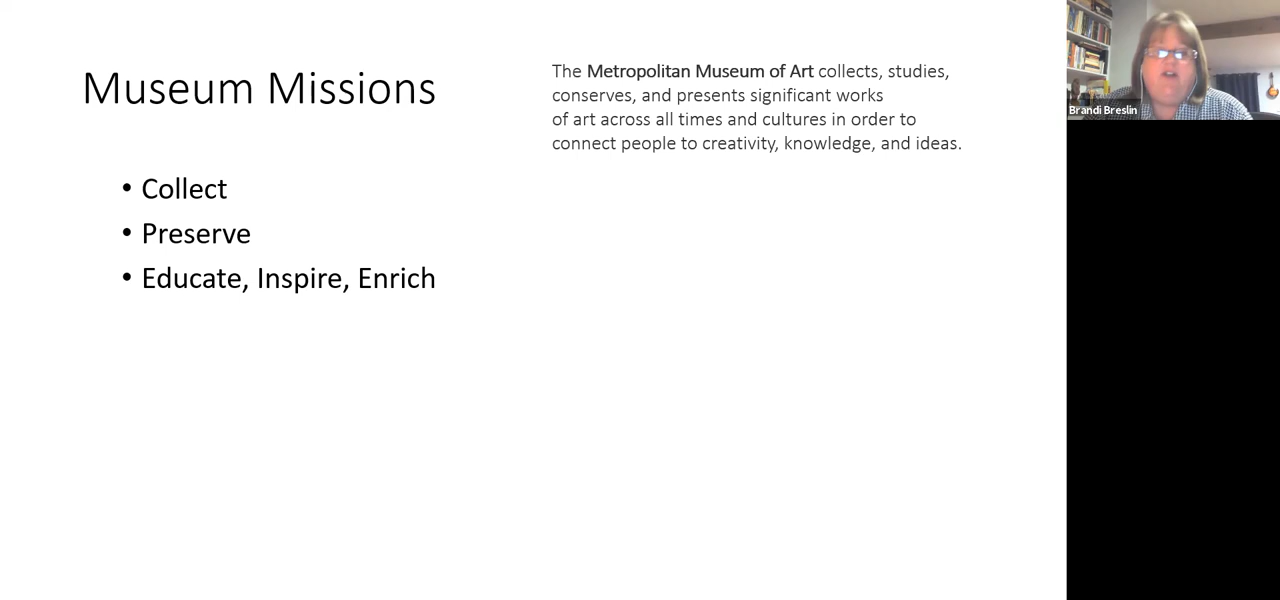 Museum Missions
• Collect
• Preserve
• Educate, Inspire, Enrich
The Metropolitan Museum of Art collects, studies,
conserves, and presents significant works
of art across all times and cultures in order to
connect people to creativity, knowledge, and ideas.
Brandi Breslin